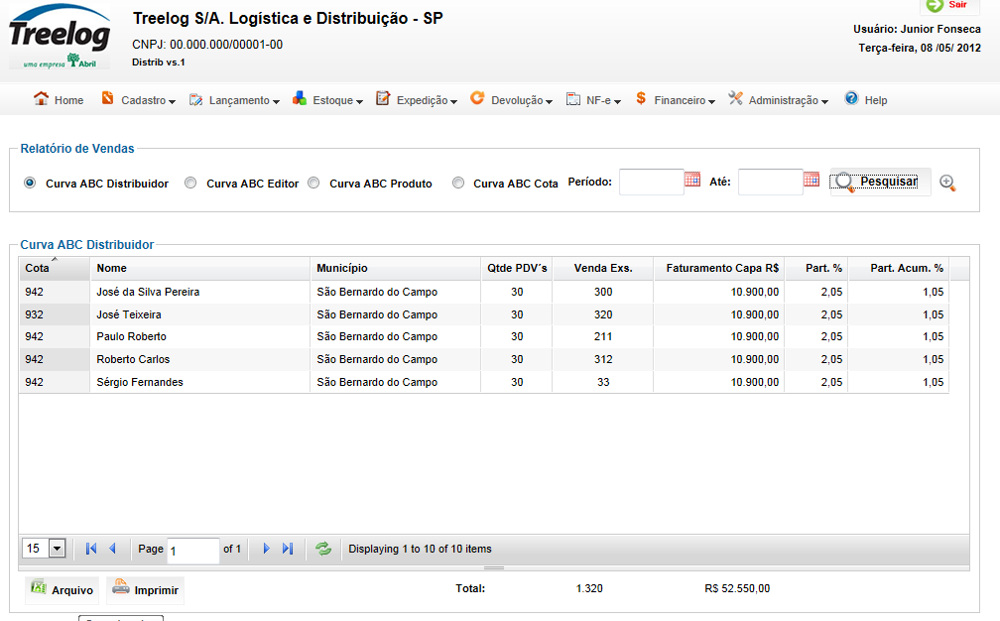 Treelog
uma empresa Abril
Treelog S/A. Logística e Distribuição - SP
CNPJ: 00.000.000/00001-00
Distrib vs.1
Sair
Usuário: Junior Fonseca
Terça-feira, 08 /05/ 2012
Home Cadastro Lançamento Estoque Expedição Devolução NF-e Financeiro Administração Help
Relatório de Vendas
Curva ABC Distribuidor Curva ABC Editor Curva ABC Produto Curva ABC Cota Período: Até: Pesquisar
Curva ABC Distribuidor
Cota Nome Município Qtde PDV´s Venda Exs. Faturamento Capa R$ Part. % Part. Acum. %
942 José da Silva Pereira São Bernardo do Campo 30 300 10.900,00 2,05 1,05
932 José Teixeira São Bernardo do Campo 30 320 10.900,00 2,05 1,05
942 Paulo Roberto São Bernardo do Campo 30 211 10.900,00 2,05 1,05
942 Roberto Carlos São Bernardo do Campo 30 312 10.900,00 2,05 1,05
942 Sérgio Fernandes São Bernardo do Campo 30 33 10.900,00 2,05 1,05
15 Page 1 of 1 Displaying 1 to 10 of 10 items
Arquivo Imprimir Total: 1.320 R$ 52.550,00